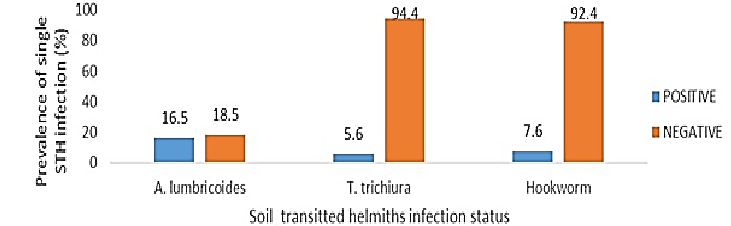 Prevalence of single
STH infection (%)
100
80
60
40
20
0
16.5
18.5
5.6
94.4
7.6
92.4
A. lumbricoides
T. trichiura
Hookworm
Soil transitted helmiths infection status
POSITIVE
NEGATIVE